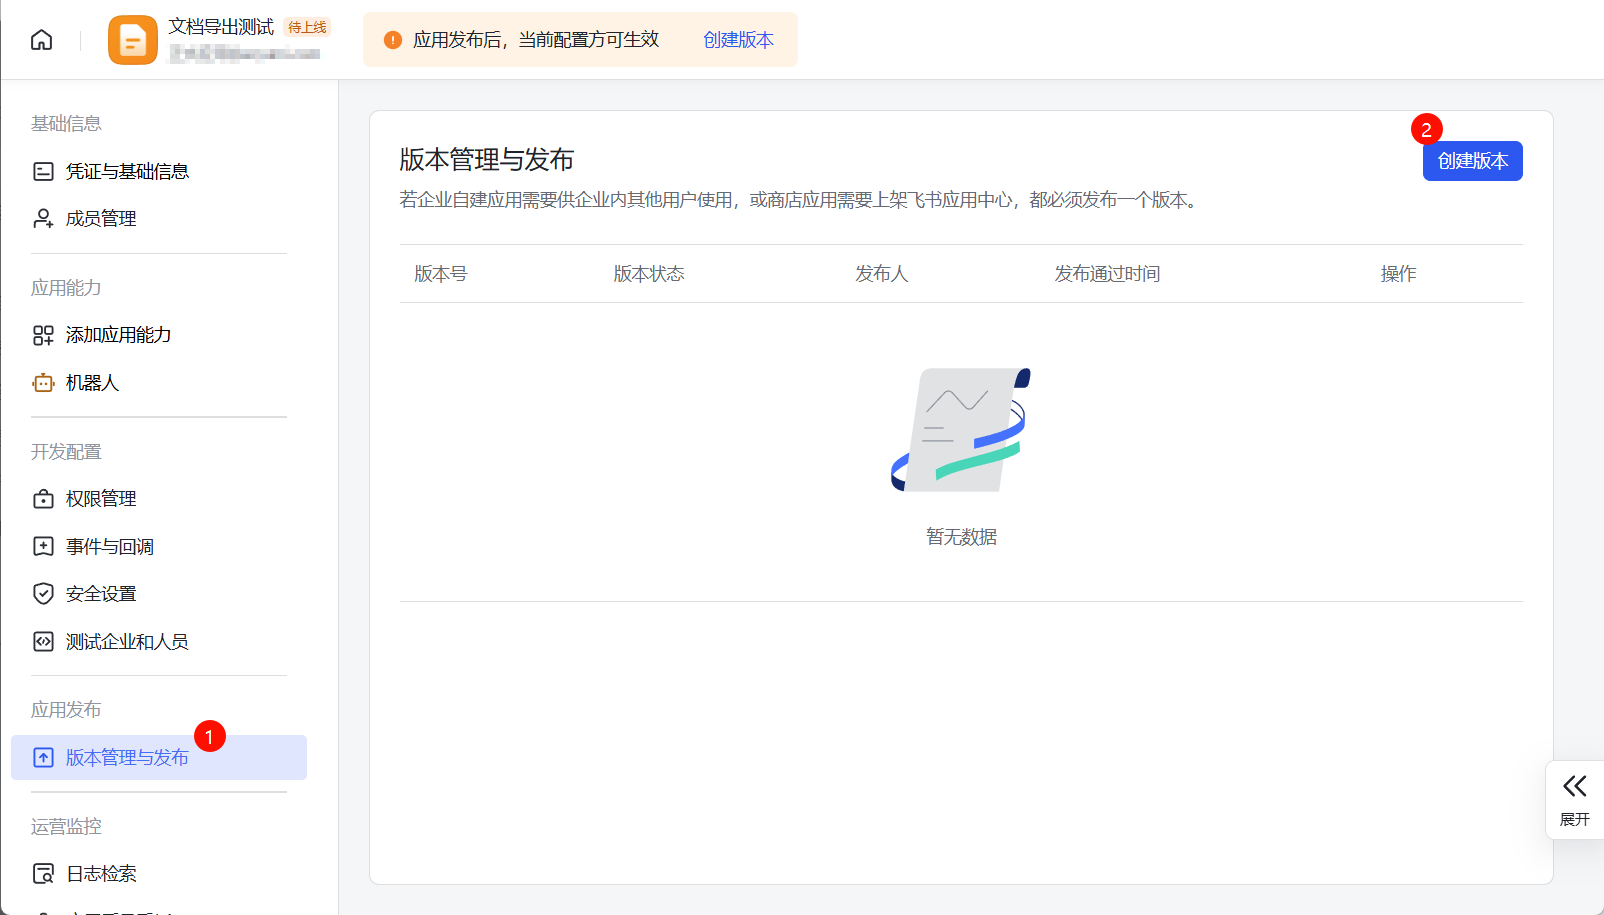 文档导出测试 待上线
应用发布后，当前配置方可生效 创建版本
基础信息
凭证与基础信息
成员管理
应用能力
添加应用能力
机器人
开发配置
权限管理
事件与回调
安全设置
测试企业和人员
应用发布
1
版本管理与发布
运营监控
日志检索
版本管理与发布
2
创建版本
若企业自建应用需要供企业内其他用户使用，或商店应用需要上架飞书应用中心，都必须发布一个版本。
版本号 版本状态 发布人 发布通过时间 操作
暂无数据
展开